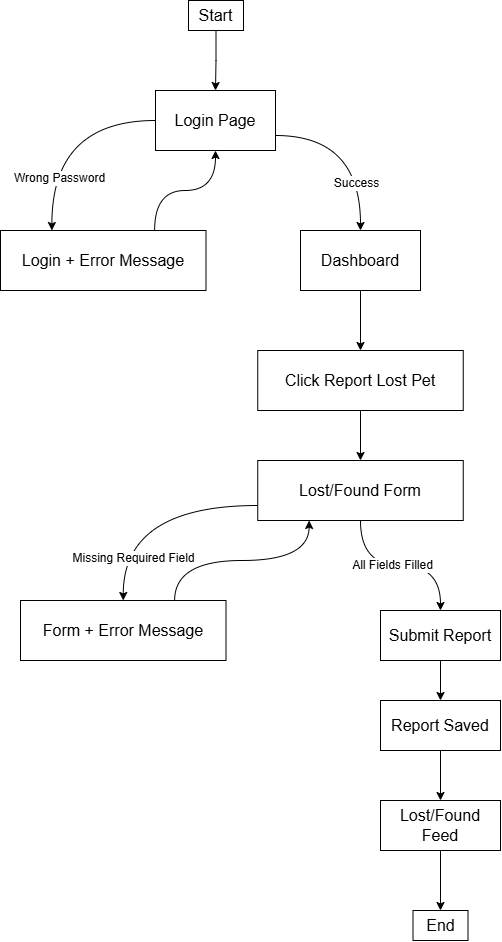 Start
Login Page
Wrong Password
Success
Login + Error Message
Dashboard
Click Report Lost Pet
Lost/Found Form
Missing Required Field
All Fields Filled
Form + Error Message
Submit Report
Report Saved
Lost/Found
Feed
End